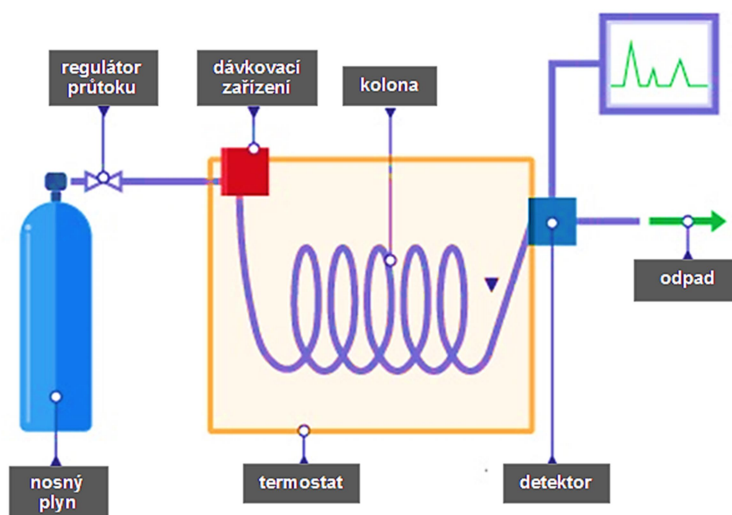 regulátor
průtoku
dávkovací
zařízení
kolona
odpad
nosný
plyn
termostat
detektor